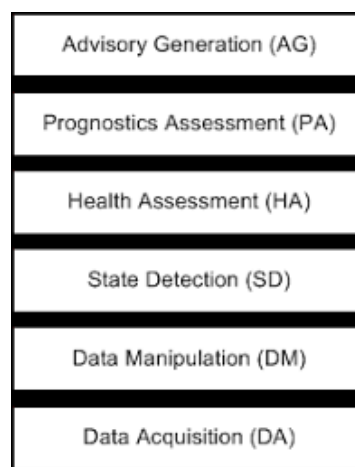 Advisory Generation (AG)
Prognostics Assessment (PA)
Health Assessment (HA)
State Detection (SD)
Data Manipulation (DM)
Data Acquisition (DA)